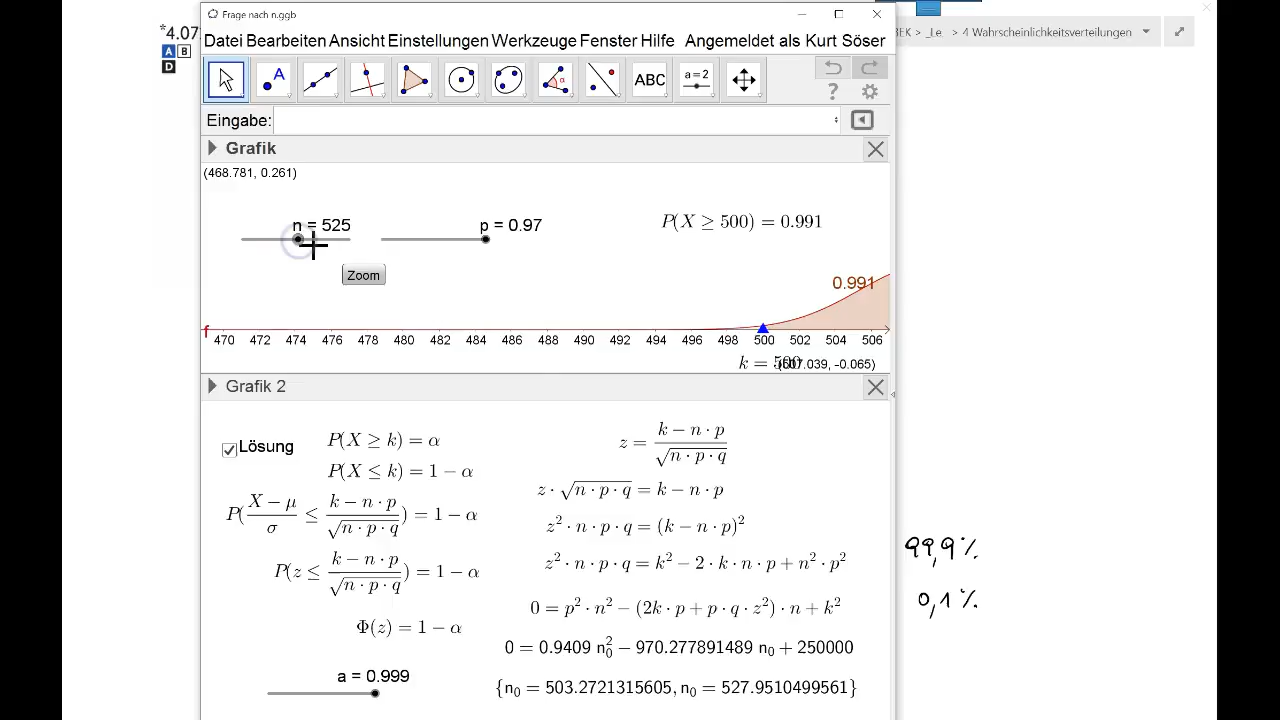 Frage nach n.ggb
*4.07
A B
D
BEK > _Le. > 4 Wahrscheinlichkeitsverteilungen
Datei Bearbeiten Ansicht Einstellungen Werkzeuge Fenster Hilfe Angemeldet als Kurt Söser
A ABC a = 2
Eingabe:
Grafik
(468.781, 0.261)
n = 525 p = 0.97 P(X ≥ 500) = 0.991
Zoom
0.991
f
470 472 474 476 478 480 482 484 486 488 490 492 494 496 498 500 502 504 506
k = 500
Grafik 2
Lösung
P(X ≥ k) = α
P(X ≤ k) = 1 − α
P((X − μ)/σ ≤ (k − n · p)/√(n · p · q)) = 1 − α
P(z ≤ (k − n · p)/√(n · p · q)) = 1 − α
Φ(z) = 1 − α
a = 0.999
z = (k − n · p)/√(n · p · q)
z · √(n · p · q) = k − n · p
z² · n · p · q = (k − n · p)²
z² · n · p · q = k² − 2 · k · n · p + n² · p²
0 = p² · n² − (2k · p + p · q · z²) · n + k²
0 = 0.9409 n₀² − 970.277891489 n₀ + 250000
{n₀ = 503.2721315605, n₀ = 527.9510499561}
99,9%
0,1%